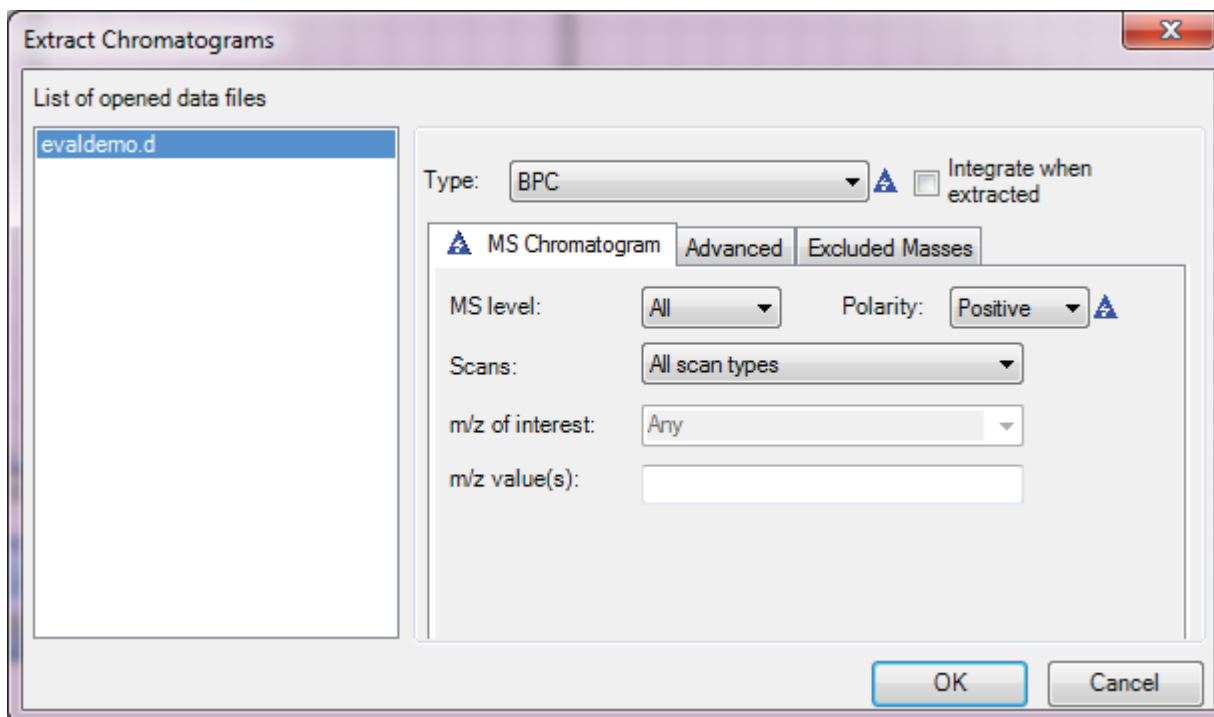 Extract Chromatograms
List of opened data files
evaldemo.d
Type: BPC
Integrate when
extracted
MS Chromatogram Advanced Excluded Masses
MS level: All Polarity: Positive
Scans: All scan types
m/z of interest: Any
m/z value(s):
OK Cancel